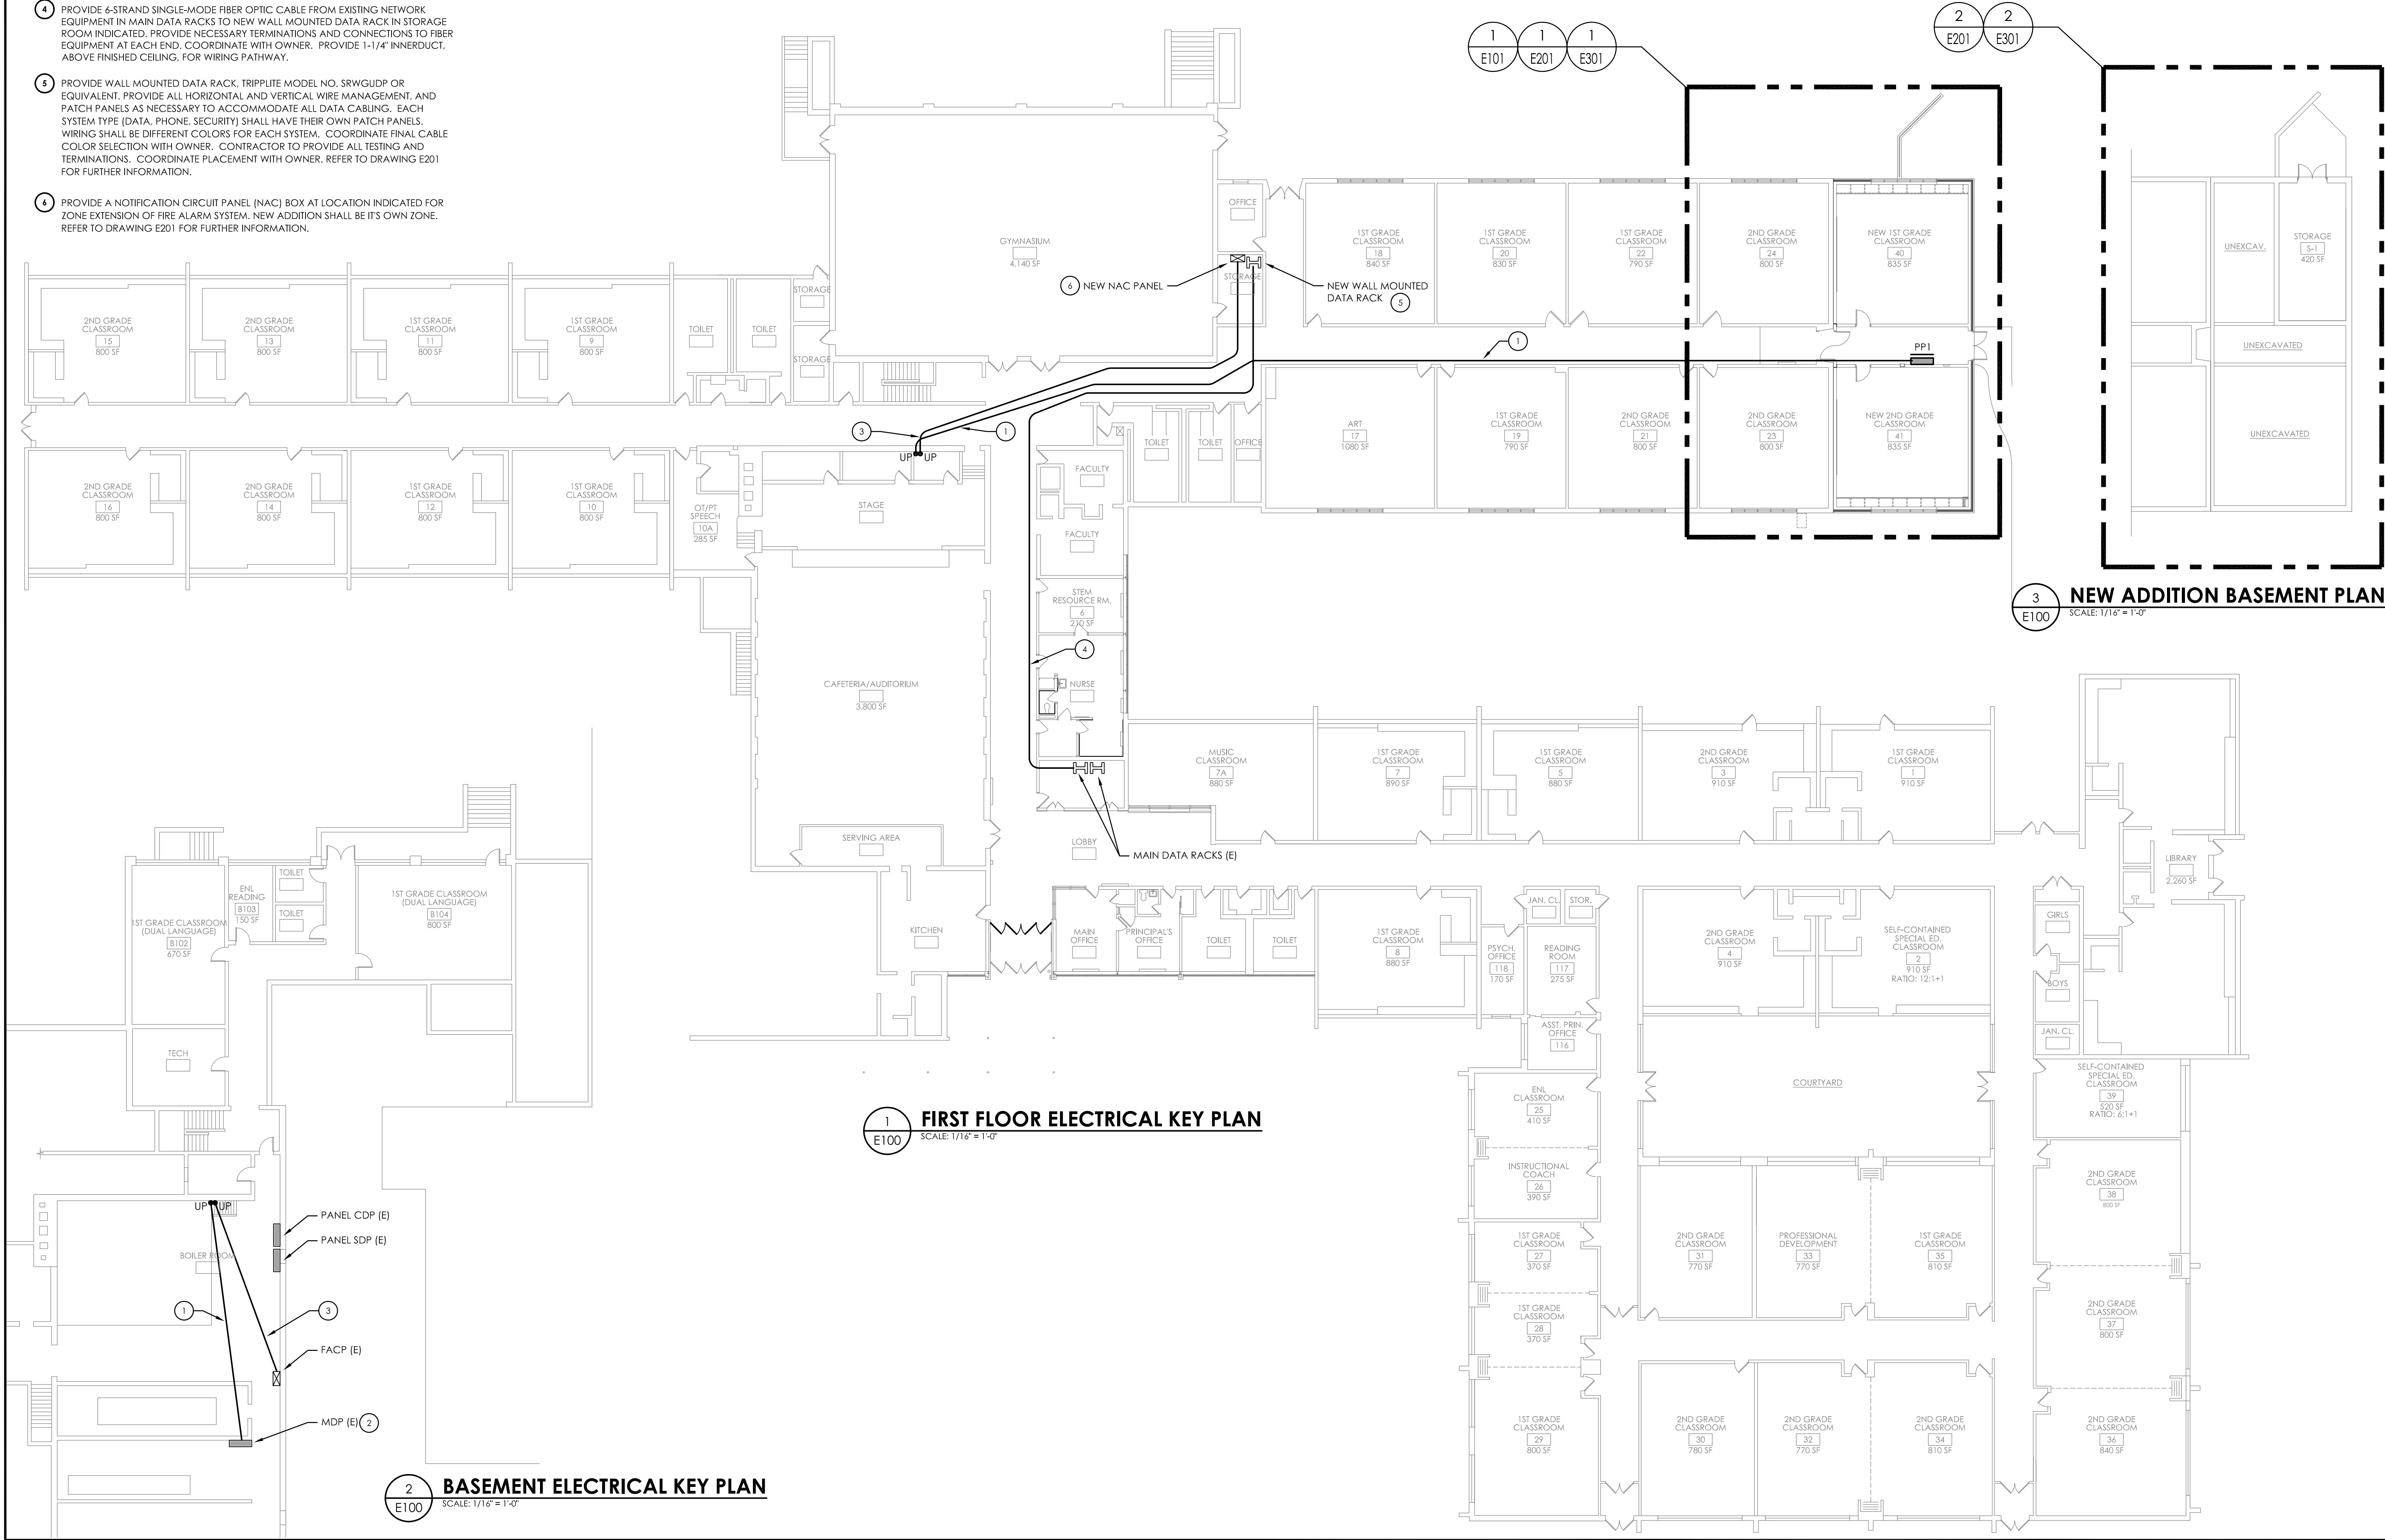 4 PROVIDE 6-STRAND SINGLE-MODE FIBER OPTIC CABLE FROM EXISTING NETWORK
EQUIPMENT IN MAIN DATA RACKS TO NEW WALL MOUNTED DATA RACK IN STORAGE
ROOM INDICATED. PROVIDE NECESSARY TERMINATIONS AND CONNECTIONS TO FIBER
EQUIPMENT AT EACH END. COORDINATE WITH OWNER. PROVIDE 1-1/4" INNERDUCT,
ABOVE FINISHED CEILING, FOR WIRING PATHWAY.
5 PROVIDE WALL MOUNTED DATA RACK, TRIPPLITE MODEL NO. SRWGUDP OR
EQUIVALENT. PROVIDE ALL HORIZONTAL AND VERTICAL WIRE MANAGEMENT, AND
PATCH PANELS AS NECESSARY TO ACCOMMODATE ALL DATA CABLING. EACH
SYSTEM TYPE (DATA, PHONE, SECURITY) SHALL HAVE THEIR OWN PATCH PANELS.
WIRING SHALL BE DIFFERENT COLORS FOR EACH SYSTEM. COORDINATE FINAL CABLE
COLOR SELECTION WITH OWNER. CONTRACTOR TO PROVIDE ALL TESTING AND
TERMINATIONS. COORDINATE PLACEMENT WITH OWNER. REFER TO DRAWING E201
FOR FURTHER INFORMATION.
6 PROVIDE A NOTIFICATION CIRCUIT PANEL (NAC) BOX AT LOCATION INDICATED FOR
ZONE EXTENSION OF FIRE ALARM SYSTEM. NEW ADDITION SHALL BE IT'S OWN ZONE.
REFER TO DRAWING E201 FOR FURTHER INFORMATION.
1 1 1
E101 E201 E301
2 2
E201 E301
GYMNASIUM
4,140 SF
OFFICE
STORAGE
6 NEW NAC PANEL
NEW WALL MOUNTED
DATA RACK 5
1ST GRADE
CLASSROOM
18
840 SF
1ST GRADE
CLASSROOM
20
830 SF
1ST GRADE
CLASSROOM
22
790 SF
2ND GRADE
CLASSROOM
24
800 SF
NEW 1ST GRADE
CLASSROOM
40
835 SF
1
PP1
UNEXCAV.
STORAGE
S-1
420 SF
UNEXCAVATED
UNEXCAVATED
3
E100
NEW ADDITION BASEMENT PLAN
SCALE: 1/16" = 1'-0"
2ND GRADE
CLASSROOM
15
800 SF
2ND GRADE
CLASSROOM
13
800 SF
1ST GRADE
CLASSROOM
11
800 SF
1ST GRADE
CLASSROOM
9
800 SF
TOILET
TOILET
STORAGE
STORAGE
3
1
UP UP
ART
17
1080 SF
1ST GRADE
CLASSROOM
19
790 SF
2ND GRADE
CLASSROOM
21
800 SF
2ND GRADE
CLASSROOM
23
800 SF
NEW 2ND GRADE
CLASSROOM
41
835 SF
2ND GRADE
CLASSROOM
16
800 SF
2ND GRADE
CLASSROOM
14
800 SF
1ST GRADE
CLASSROOM
12
800 SF
1ST GRADE
CLASSROOM
10
800 SF
OT/PT
SPEECH
10A
285 SF
STAGE
TOILET
TOILET
OFFICE
FACULTY
FACULTY
STEM
RESOURCE RM.
6
210 SF
4
NURSE
CAFETERIA/AUDITORIUM
3,800 SF
SERVING AREA
KITCHEN
LOBBY
MAIN DATA RACKS (E)
MUSIC
CLASSROOM
7A
880 SF
1ST GRADE
CLASSROOM
7
890 SF
1ST GRADE
CLASSROOM
5
880 SF
2ND GRADE
CLASSROOM
3
910 SF
1ST GRADE
CLASSROOM
1
910 SF
LIBRARY
2,260 SF
MAIN
OFFICE
PRINCIPAL'S
OFFICE
TOILET
TOILET
1ST GRADE
CLASSROOM
8
880 SF
PSYCH.
OFFICE
118
170 SF
JAN. CL.
STOR.
READING
ROOM
117
275 SF
ASST. PRIN.
OFFICE
116
2ND GRADE
CLASSROOM
4
910 SF
SELF-CONTAINED
SPECIAL ED.
CLASSROOM
2
910 SF
RATIO: 12:1+1
GIRLS
BOYS
JAN. CL.
COURTYARD
SELF-CONTAINED
SPECIAL ED.
CLASSROOM
39
520 SF
RATIO: 6:1+1
ENL
CLASSROOM
25
410 SF
INSTRUCTIONAL
COACH
26
390 SF
1ST GRADE
CLASSROOM
27
370 SF
1ST GRADE
CLASSROOM
28
370 SF
1ST GRADE
CLASSROOM
29
800 SF
2ND GRADE
CLASSROOM
31
770 SF
PROFESSIONAL
DEVELOPMENT
33
770 SF
1ST GRADE
CLASSROOM
35
810 SF
2ND GRADE
CLASSROOM
38
800 SF
2ND GRADE
CLASSROOM
37
800 SF
2ND GRADE
CLASSROOM
30
780 SF
2ND GRADE
CLASSROOM
32
770 SF
2ND GRADE
CLASSROOM
34
810 SF
2ND GRADE
CLASSROOM
36
840 SF
1
E100
FIRST FLOOR ELECTRICAL KEY PLAN
SCALE: 1/16" = 1'-0"
1ST GRADE CLASSROOM
(DUAL LANGUAGE)
B102
670 SF
ENL
READING
B103
150 SF
TOILET
TOILET
1ST GRADE CLASSROOM
(DUAL LANGUAGE)
B104
800 SF
TECH
UP UP
BOILER ROOM
PANEL CDP (E)
PANEL SDP (E)
1
3
FACP (E)
MDP (E) 2
2
E100
BASEMENT ELECTRICAL KEY PLAN
SCALE: 1/16" = 1'-0"